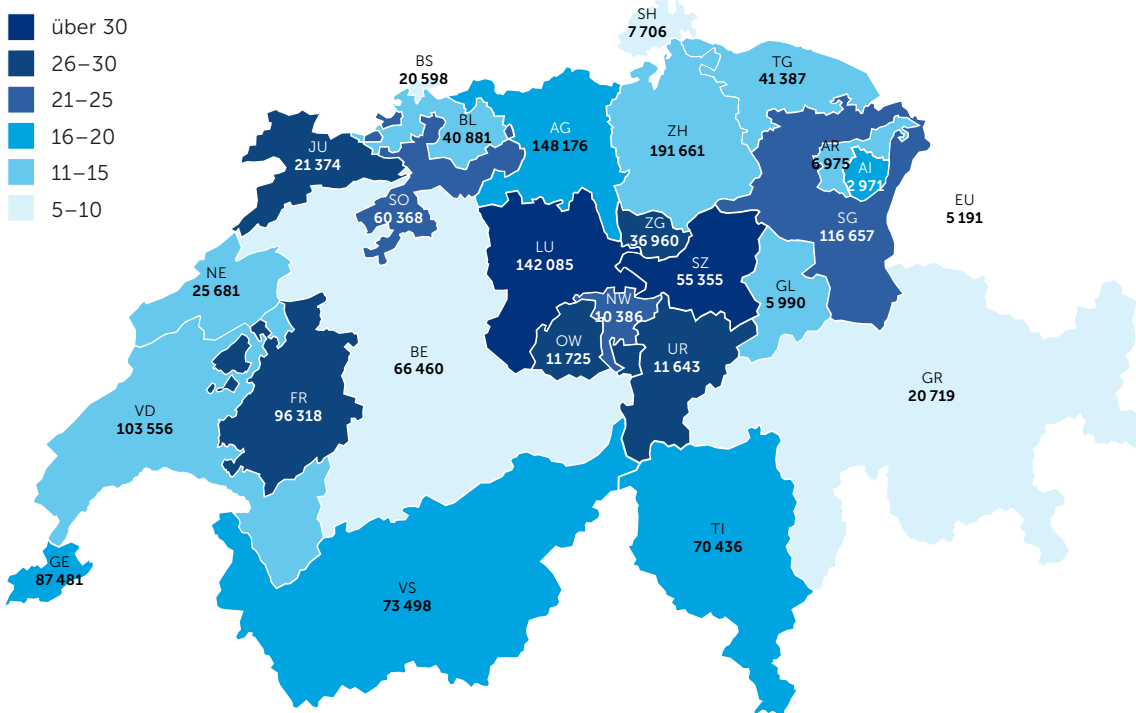 über 30
26–30
21–25
16–20
11–15
5–10
SH
7 706
BS
20 598
TG
41 387
BL
40 881
AG
148 176
ZH
191 661
JU
21 374
AR
6 975
AI
2 971
SO
60 368
EU
5 191
ZG
36 960
SG
116 657
LU
142 085
SZ
55 355
NE
25 681
GL
5 990
NW
10 386
OW
11 725
UR
11 643
BE
66 460
GR
20 719
FR
96 318
VD
103 556
TI
70 436
GE
87 481
VS
73 498